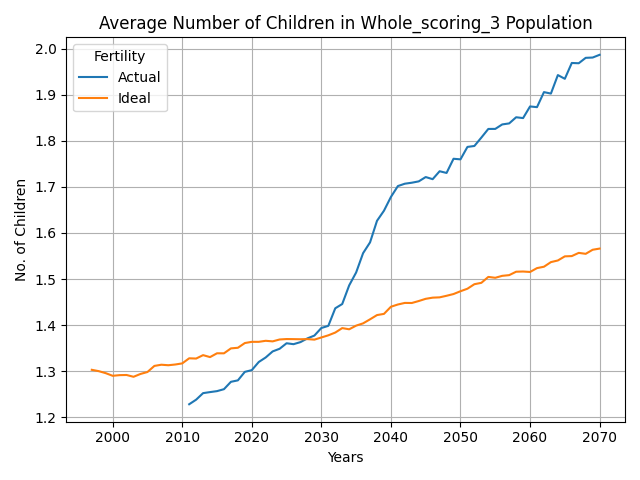 Average Number of Children in Whole_scoring_3 Population
Fertility
Actual
Ideal
No. of Children
2.0
1.9
1.8
1.7
1.6
1.5
1.4
1.3
1.2
2000 2010 2020 2030 2040 2050 2060 2070
Years